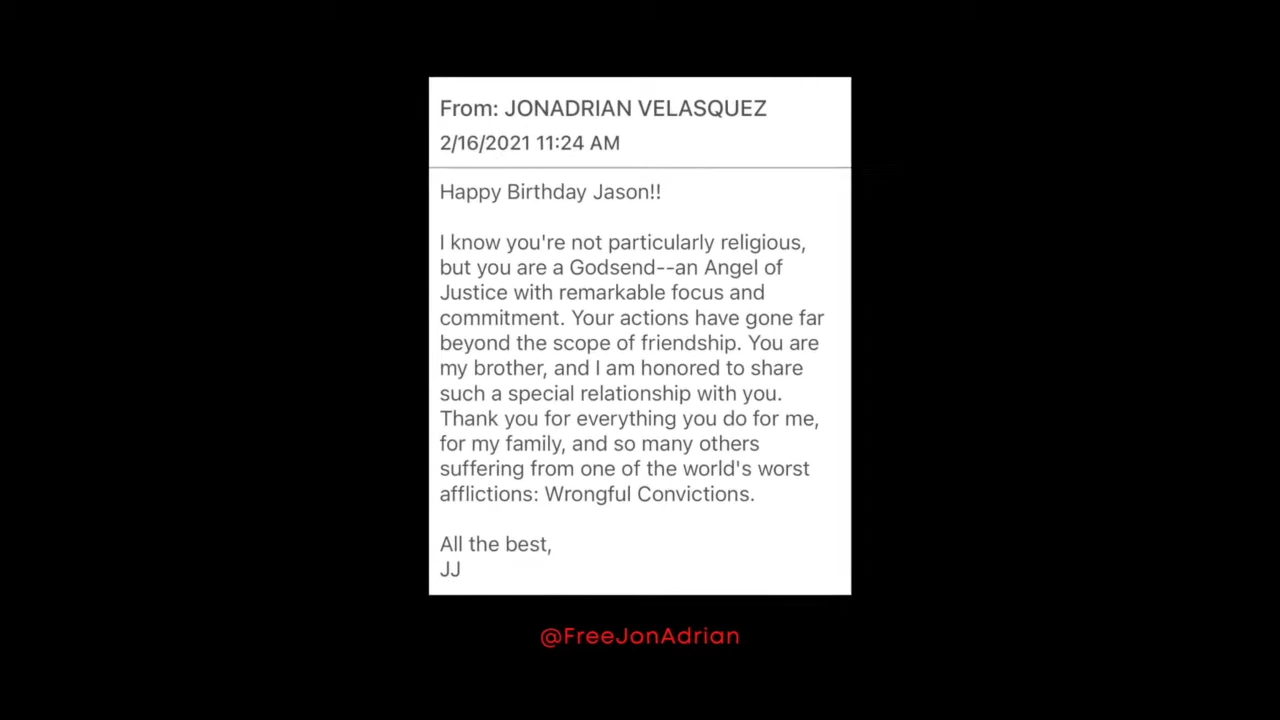 From: JONADRIAN VELASQUEZ
2/16/2021 11:24 AM
Happy Birthday Jason!!
I know you're not particularly religious,
but you are a Godsend--an Angel of
Justice with remarkable focus and
commitment. Your actions have gone far
beyond the scope of friendship. You are
my brother, and I am honored to share
such a special relationship with you.
Thank you for everything you do for me,
for my family, and so many others
suffering from one of the world's worst
afflictions: Wrongful Convictions.
All the best,
JJ
@FreeJonAdrian